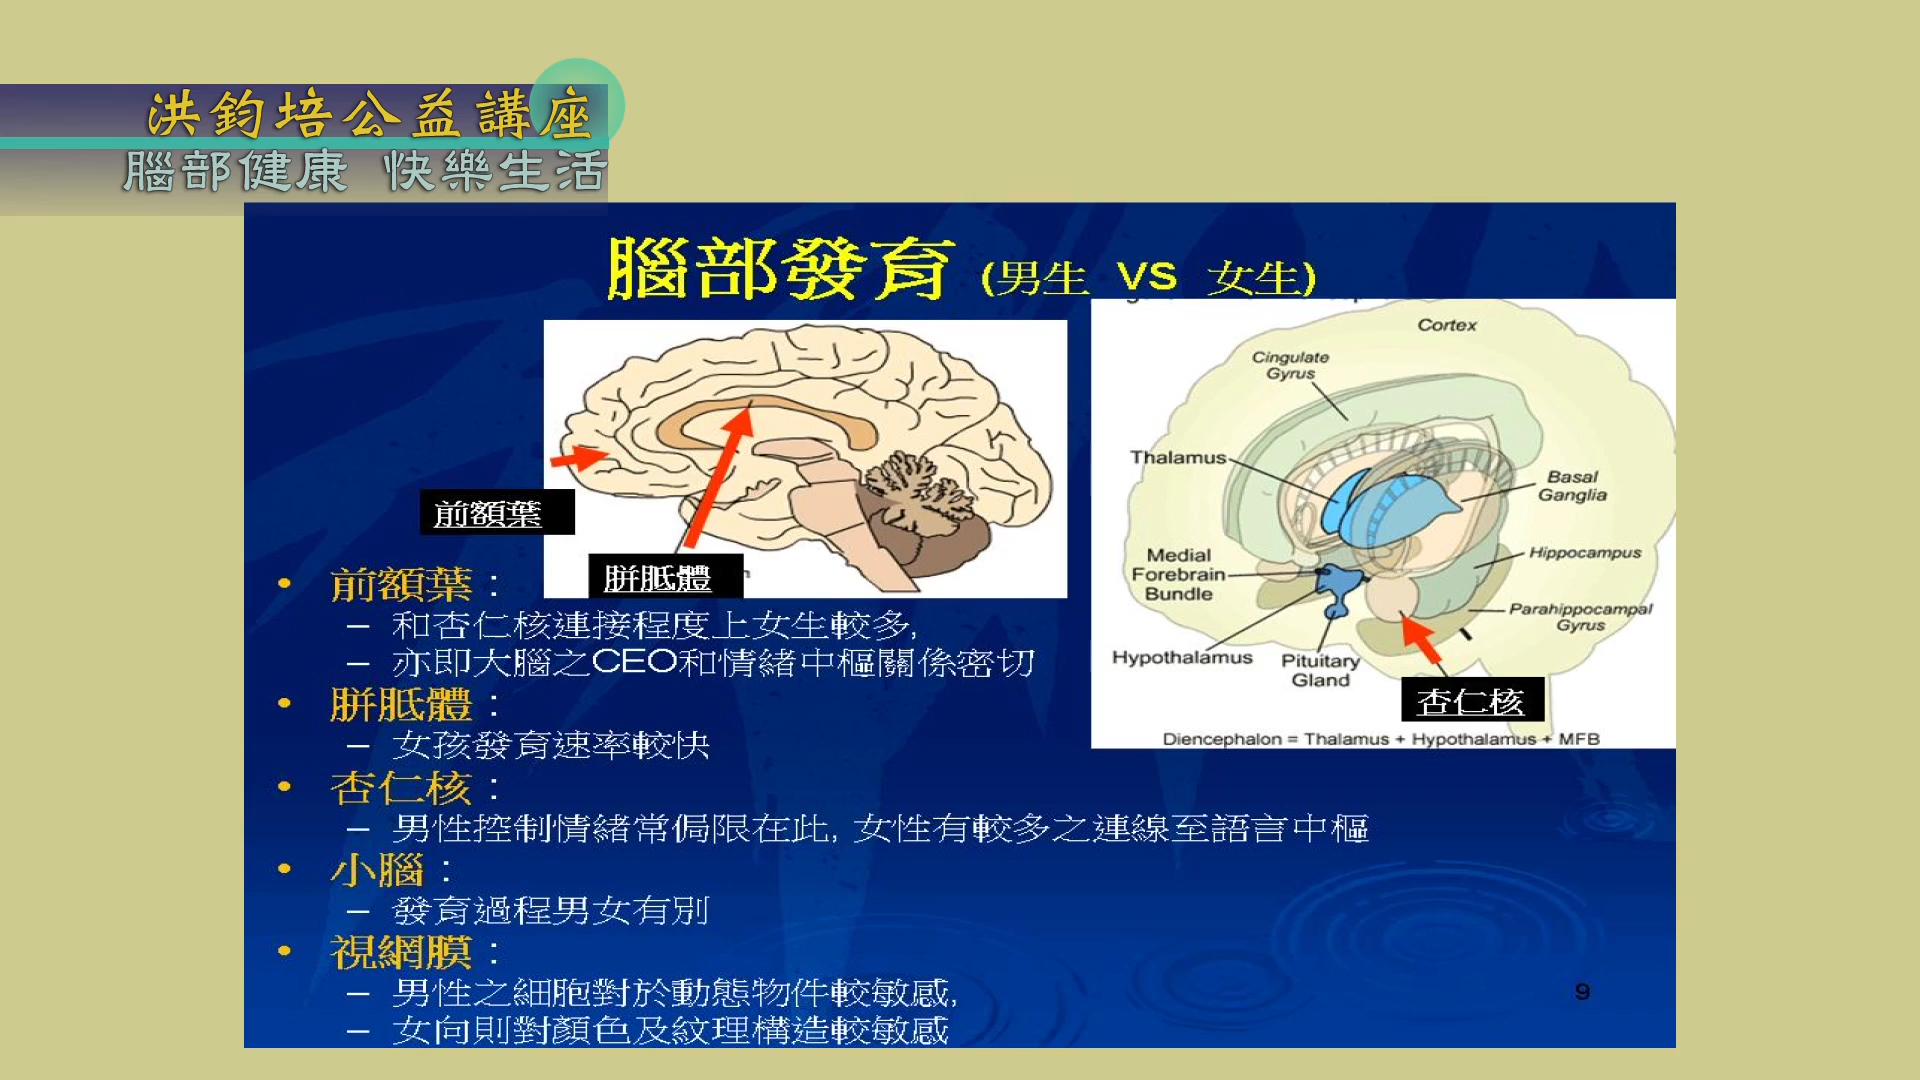 洪鈞培公益講座
腦部健康 快樂生活
腦部發育 (男生 VS 女生)
前額葉
胼胝體
Cortex
Cingulate
Gyrus
Thalamus
Basal
Ganglia
Medial
Forebrain
Bundle
Hippocampus
Parahippocampal
Gyrus
Hypothalamus
Pituitary
Gland
杏仁核
Diencephalon = Thalamus + Hypothalamus + MFB
• 前額葉：
– 和杏仁核連接程度上女生較多,
– 亦即大腦之CEO和情緒中樞關係密切
• 胼胝體：
– 女孩發育速率較快
• 杏仁核：
– 男性控制情緒常侷限在此, 女性有較多之連線至語言中樞
• 小腦：
– 發育過程男女有別
• 視網膜：
– 男性之細胞對於動態物件較敏感,
– 女向則對顏色及紋理構造較敏感
9